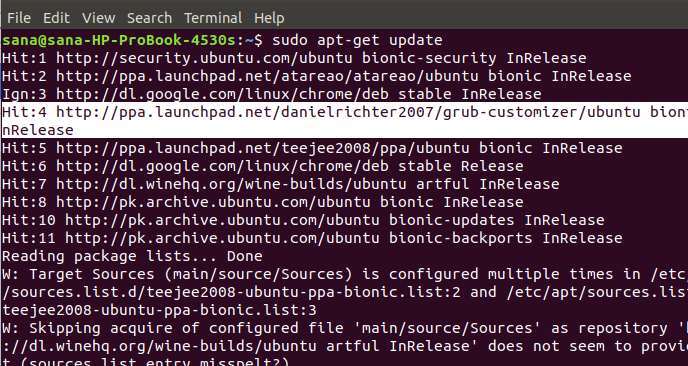 File Edit View Search Terminal Help
sana@sana-HP-ProBook-4530s:~$ sudo apt-get update
Hit:1 http://security.ubuntu.com/ubuntu bionic-security InRelease
Hit:2 http://ppa.launchpad.net/atareao/atareao/ubuntu bionic InRelease
Ign:3 http://dl.google.com/linux/chrome/deb stable InRelease
Hit:4 http://ppa.launchpad.net/danielrichter2007/grub-customizer/ubuntu bion
nRelease
Hit:5 http://ppa.launchpad.net/teejee2008/ppa/ubuntu bionic InRelease
Hit:6 http://dl.google.com/linux/chrome/deb stable Release
Hit:7 http://dl.winehq.org/wine-builds/ubuntu artful InRelease
Hit:8 http://pk.archive.ubuntu.com/ubuntu bionic InRelease
Hit:10 http://pk.archive.ubuntu.com/ubuntu bionic-updates InRelease
Hit:11 http://pk.archive.ubuntu.com/ubuntu bionic-backports InRelease
Reading package lists... Done
W: Target Sources (main/source/Sources) is configured multiple times in /etc
/sources.list.d/teejee2008-ubuntu-ppa-bionic.list:2 and /etc/apt/sources.lis
teejee2008-ubuntu-ppa-bionic.list:3
W: Skipping acquire of configured file 'main/source/Sources' as repository
://dl.winehq.org/wine-builds/ubuntu artful InRelease' does not seem to provi
t (sources.list entry misspelt?)